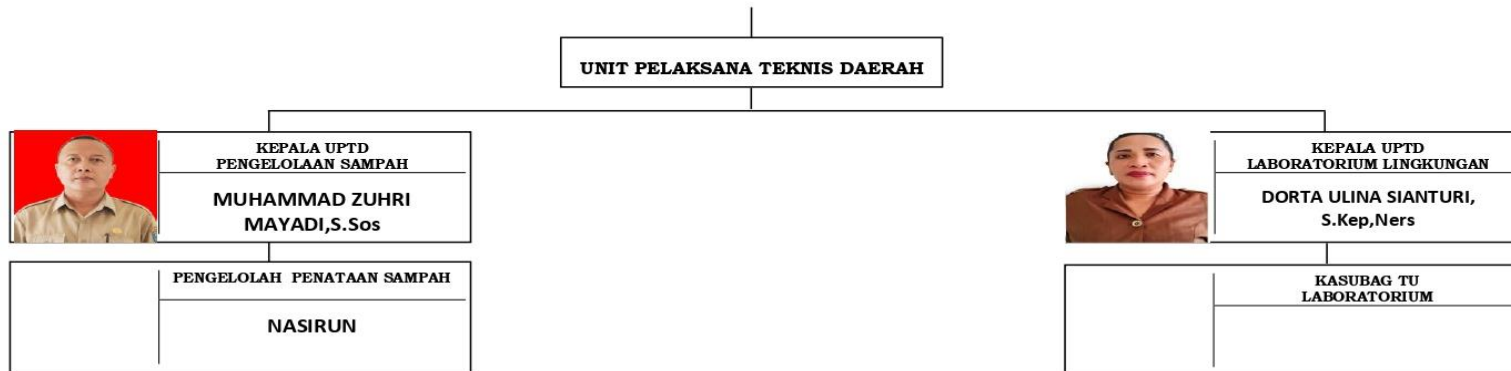 UNIT PELAKSANA TEKNIS DAERAH
KEPALA UPTD
PENGELOLAAN SAMPAH
MUHAMMAD ZUHRI
MAYADI,S.Sos
PENGELOLAH PENATAAN SAMPAH
NASIRUN
KEPALA UPTD
LABORATORIUM LINGKUNGAN
DORTA ULINA SIANTURI,
S.Kep,Ners
KASUBAG TU
LABORATORIUM